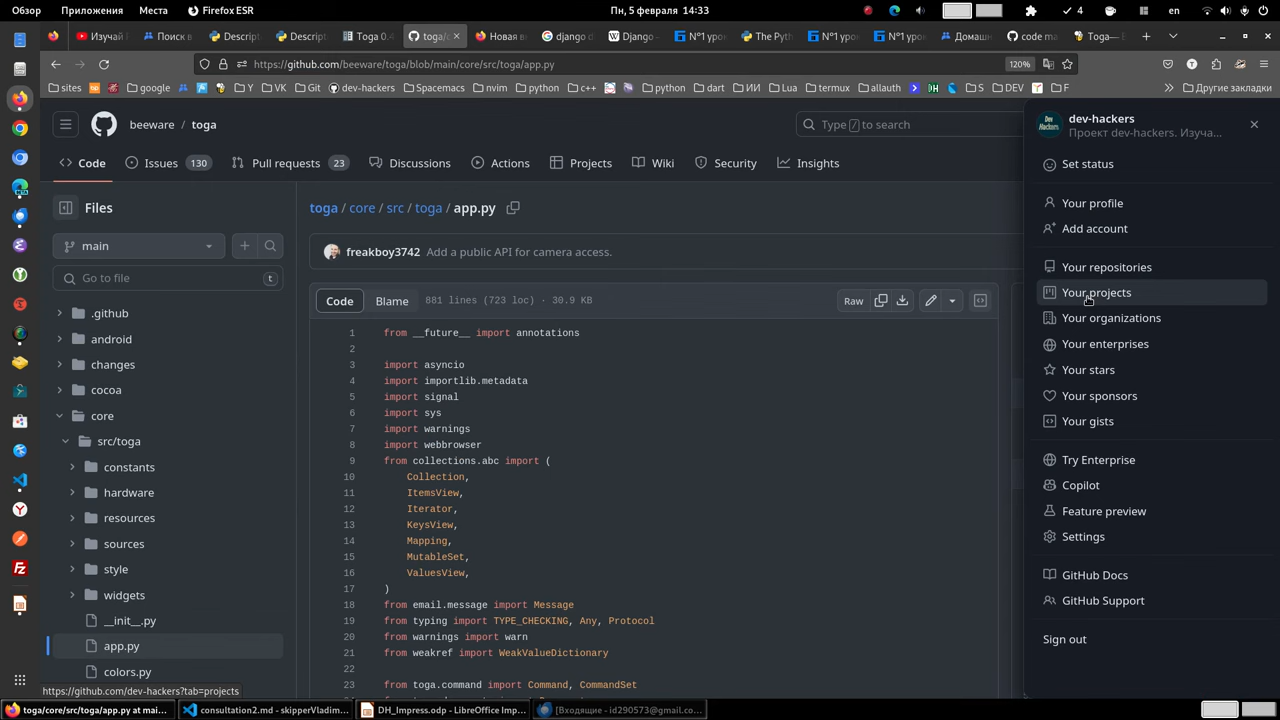 Обзор Приложения Места Firefox ESR Пн, 5 февраля 14:33 4 en
Изучай Поиск в Descript Descript Toga 0.4 toga/c Новая в django d Django – №1 уро The Pyth №1 уро №1 уро Домашн code ma Toga—
https://github.com/beeware/toga/blob/main/core/src/toga/app.py 120%
sites google Y VK Git dev-hackers Spacemacs nvim python c++ python dart ИИ Lua termux allauth S DEV F Другие закладки
beeware / toga Type / to search
Code Issues 130 Pull requests 23 Discussions Actions Projects Wiki Security Insights
Files
main
Go to file t
.github
android
changes
cocoa
core
src/toga
constants
hardware
resources
sources
style
widgets
__init__.py
app.py
colors.py
toga / core / src / toga / app.py
freakboy3742 Add a public API for camera access.
Code Blame 881 lines (723 loc) · 30.9 KB Raw
1 from __future__ import annotations
2
3 import asyncio
4 import importlib.metadata
5 import signal
6 import sys
7 import warnings
8 import webbrowser
9 from collections.abc import (
10 Collection,
11 ItemsView,
12 Iterator,
13 KeysView,
14 Mapping,
15 MutableSet,
16 ValuesView,
17 )
18 from email.message import Message
19 from typing import TYPE_CHECKING, Any, Protocol
20 from warnings import warn
21 from weakref import WeakValueDictionary
22
23 from toga.command import Command, CommandSet
Dev Hackers
dev-hackers
Проект dev-hackers. Изуча...
Set status
Your profile
Add account
Your repositories
Your projects
Your organizations
Your enterprises
Your stars
Your sponsors
Your gists
Try Enterprise
Copilot
Feature preview
Settings
GitHub Docs
GitHub Support
Sign out
https://github.com/dev-hackers?tab=projects
toga/core/src/toga/app.py at mai... consultation2.md - skipperVladim... DH_Impress.odp - LibreOffice Imp... [Входящие - id290573@gmail.co...